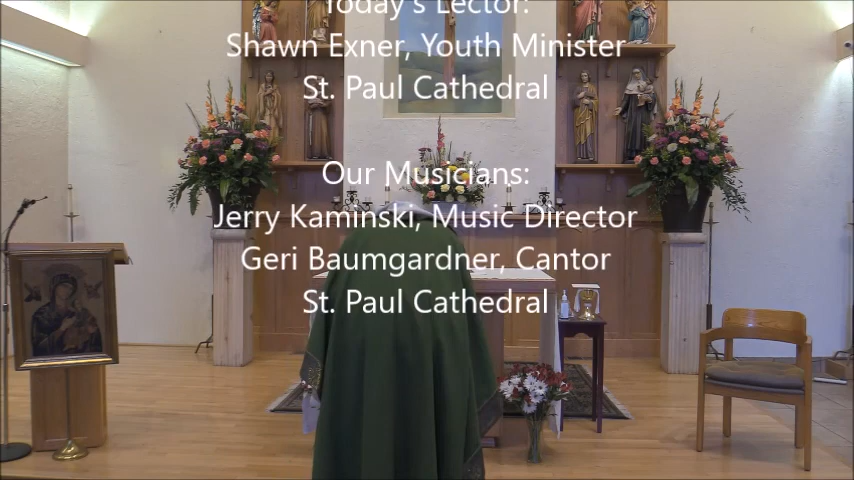 Today's Lector:
Shawn Exner, Youth Minister
St. Paul Cathedral
Our Musicians:
Jerry Kaminski, Music Director
Geri Baumgardner, Cantor
St. Paul Cathedral